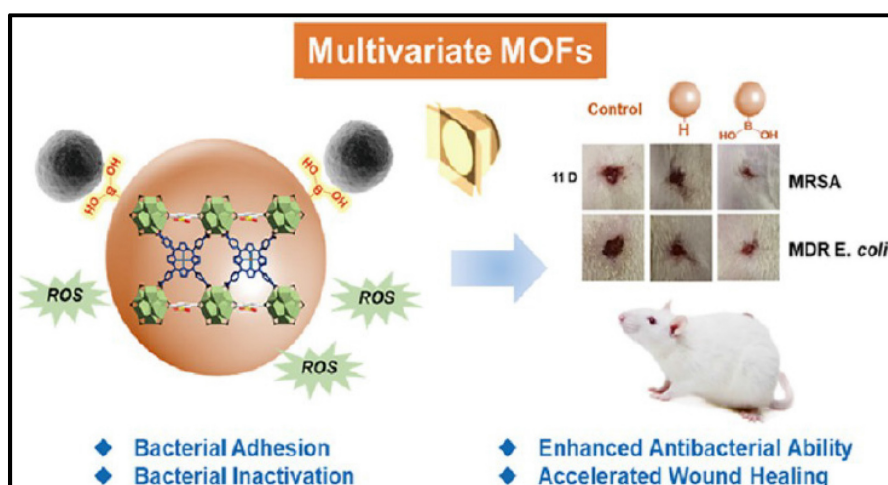 Multivariate MOFs
Control
H
B
HO OH
11 D
MRSA
MDR E. coli
HO
B
OH
OH
B
HO
ROS
ROS
ROS
Bacterial Adhesion
Bacterial Inactivation
Enhanced Antibacterial Ability
Accelerated Wound Healing